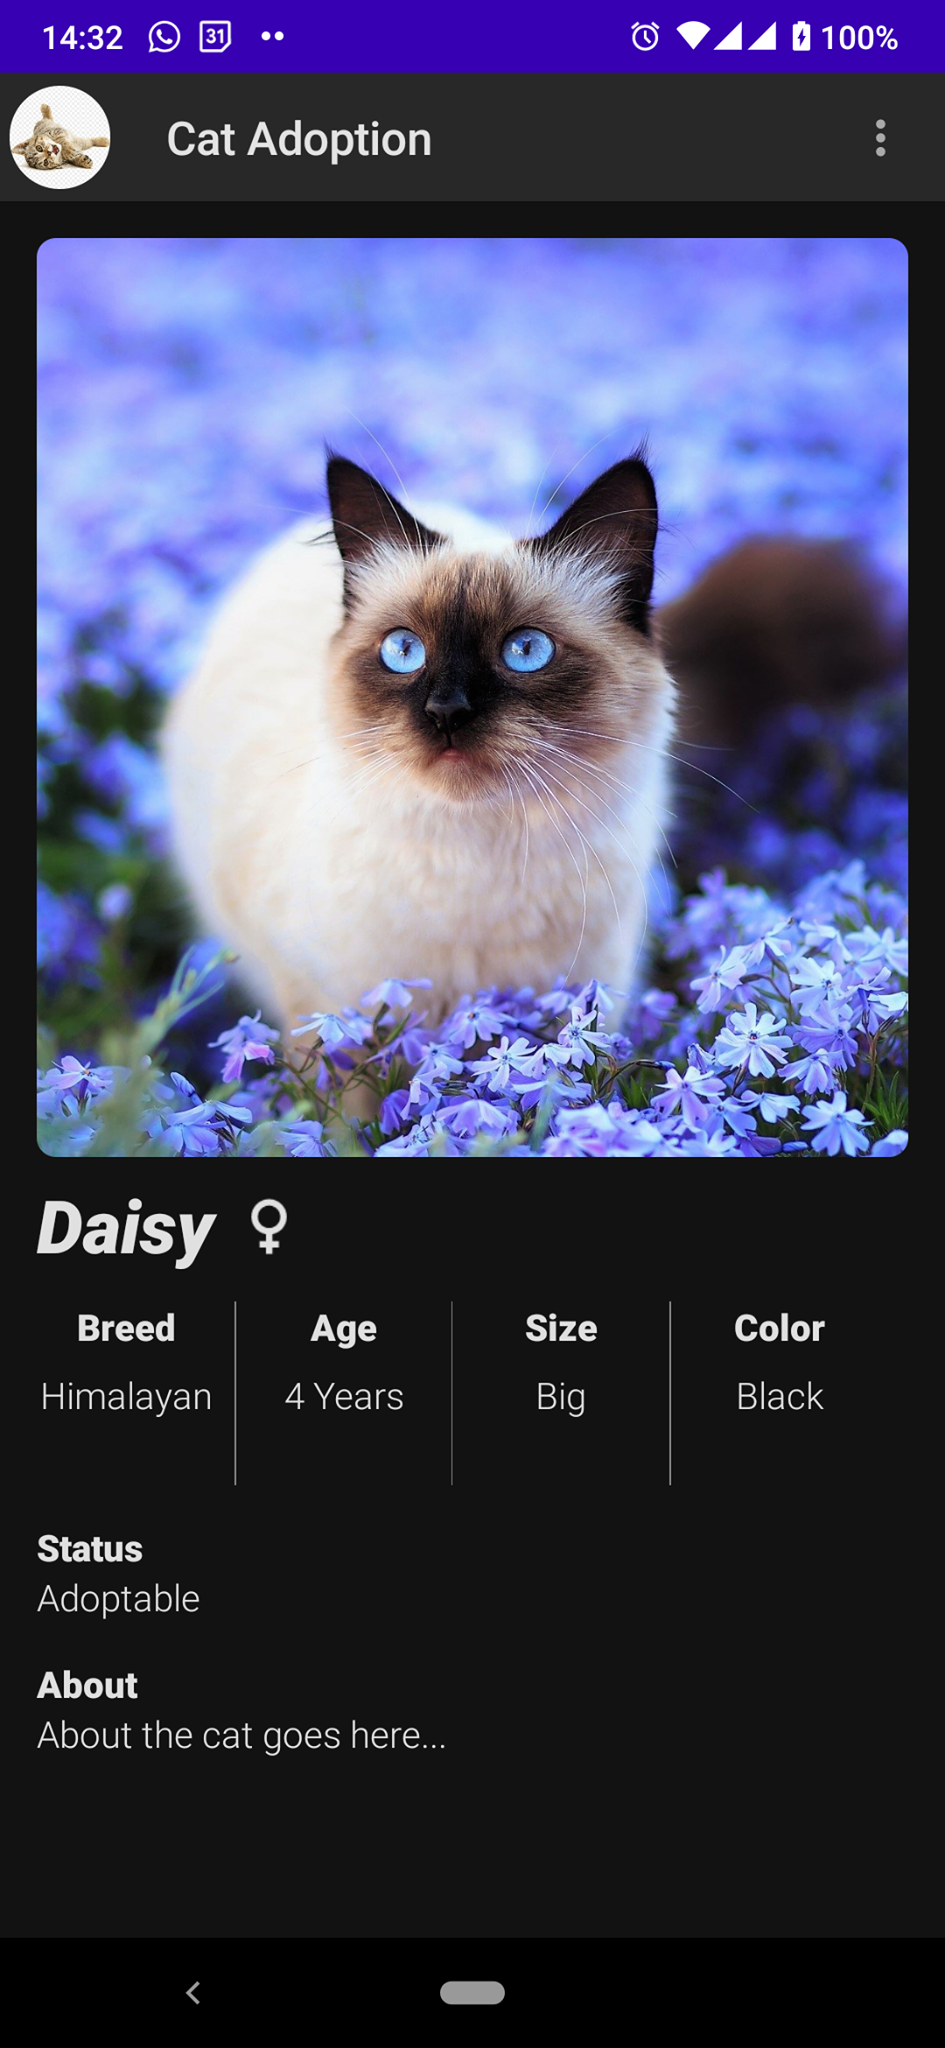 14:32 31 100%
Cat Adoption
Daisy
Breed Age Size Color
Himalayan 4 Years Big Black
Status
Adoptable
About
About the cat goes here...